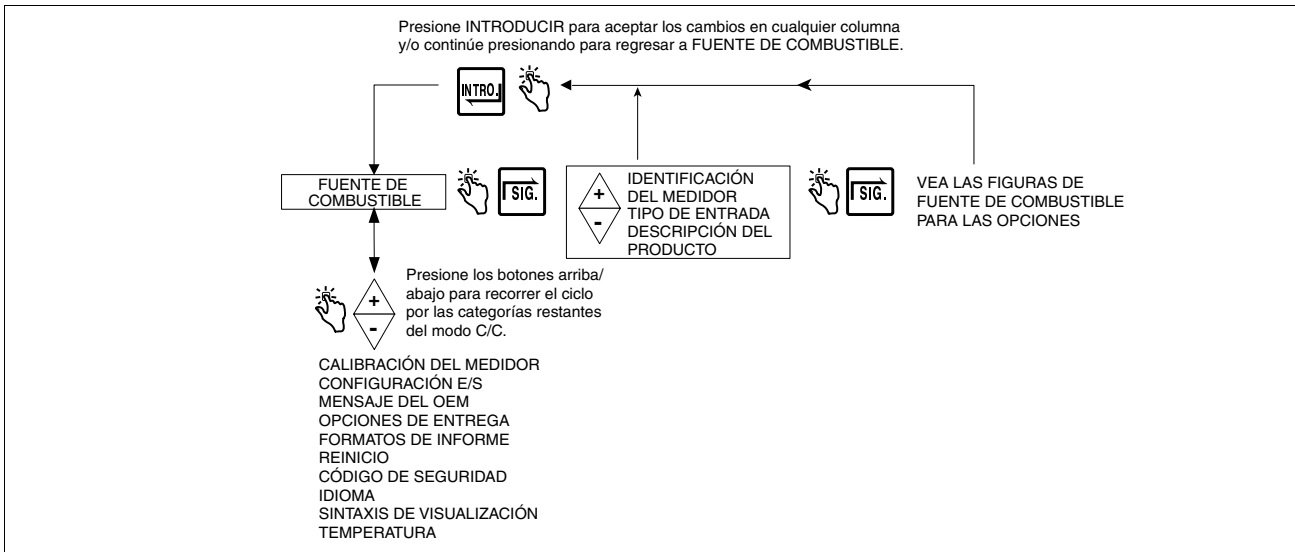 Presione INTRODUCIR para aceptar los cambios en cualquier columna
y/o continúe presionando para regresar a FUENTE DE COMBUSTIBLE.
INTRO.
FUENTE DE
COMBUSTIBLE
SIG.
+
-
IDENTIFICACIÓN
DEL MEDIDOR
TIPO DE ENTRADA
DESCRIPCIÓN DEL
PRODUCTO
SIG.
VEA LAS FIGURAS DE
FUENTE DE COMBUSTIBLE
PARA LAS OPCIONES
+
-
Presione los botones arriba/
abajo para recorrer el ciclo
por las categorías restantes
del modo C/C.
CALIBRACIÓN DEL MEDIDOR
CONFIGURACIÓN E/S
MENSAJE DEL OEM
OPCIONES DE ENTREGA
FORMATOS DE INFORME
REINICIO
CÓDIGO DE SEGURIDAD
IDIOMA
SINTAXIS DE VISUALIZACIÓN
TEMPERATURA